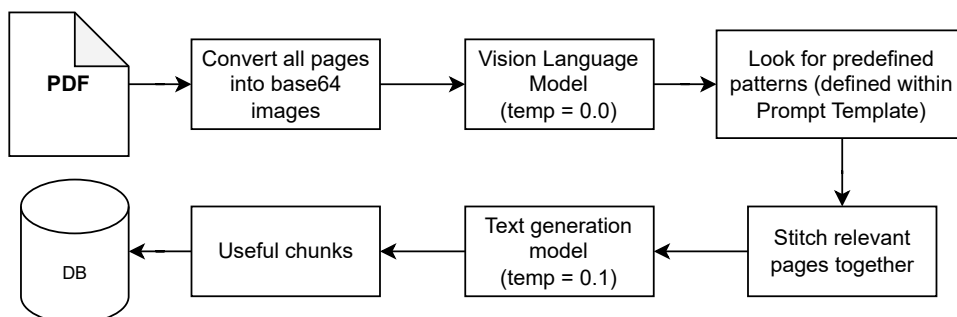 PDF
Convert all pages
into base64
images
Vision Language
Model
(temp = 0.0)
Look for predefined
patterns (defined within
Prompt Template)
Stitch relevant
pages together
Text generation
model
(temp = 0.1)
Useful chunks
DB